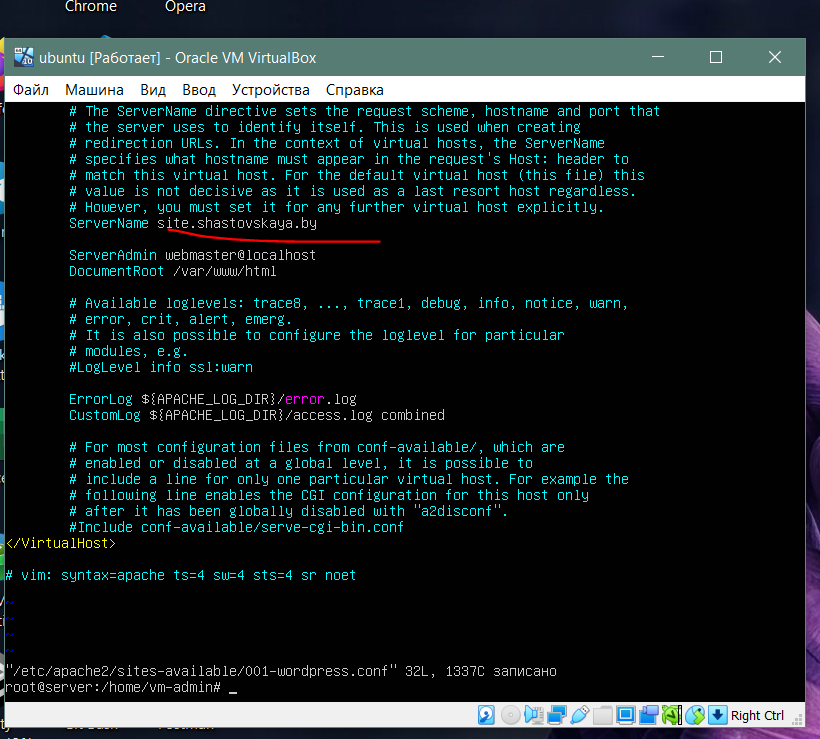 Chrome
Opera
ubuntu [Работает] - Oracle VM VirtualBox
Файл Машина Вид Ввод Устройства Справка
# The ServerName directive sets the request scheme, hostname and port that
# the server uses to identify itself. This is used when creating
# redirection URLs. In the context of virtual hosts, the ServerName
# specifies what hostname must appear in the request's Host: header to
# match this virtual host. For the default virtual host (this file) this
# value is not decisive as it is used as a last resort host regardless.
# However, you must set it for any further virtual host explicitly.
ServerName site.shastovskaya.by
ServerAdmin webmaster@localhost
DocumentRoot /var/www/html
# Available loglevels: trace8, ..., trace1, debug, info, notice, warn,
# error, crit, alert, emerg.
# It is also possible to configure the loglevel for particular
# modules, e.g.
#LogLevel info ssl:warn
ErrorLog ${APACHE_LOG_DIR}/error.log
CustomLog ${APACHE_LOG_DIR}/access.log combined
# For most configuration files from conf-available/, which are
# enabled or disabled at a global level, it is possible to
# include a line for only one particular virtual host. For example the
# following line enables the CGI configuration for this host only
# after it has been globally disabled with "a2disconf".
#Include conf-available/serve-cgi-bin.conf
</VirtualHost>
# vim: syntax=apache ts=4 sw=4 sts=4 sr noet
~
~
~
~
"/etc/apache2/sites-available/001-wordpress.conf" 32L, 1337C записано
root@server:/home/vm-admin# _
Right Ctrl